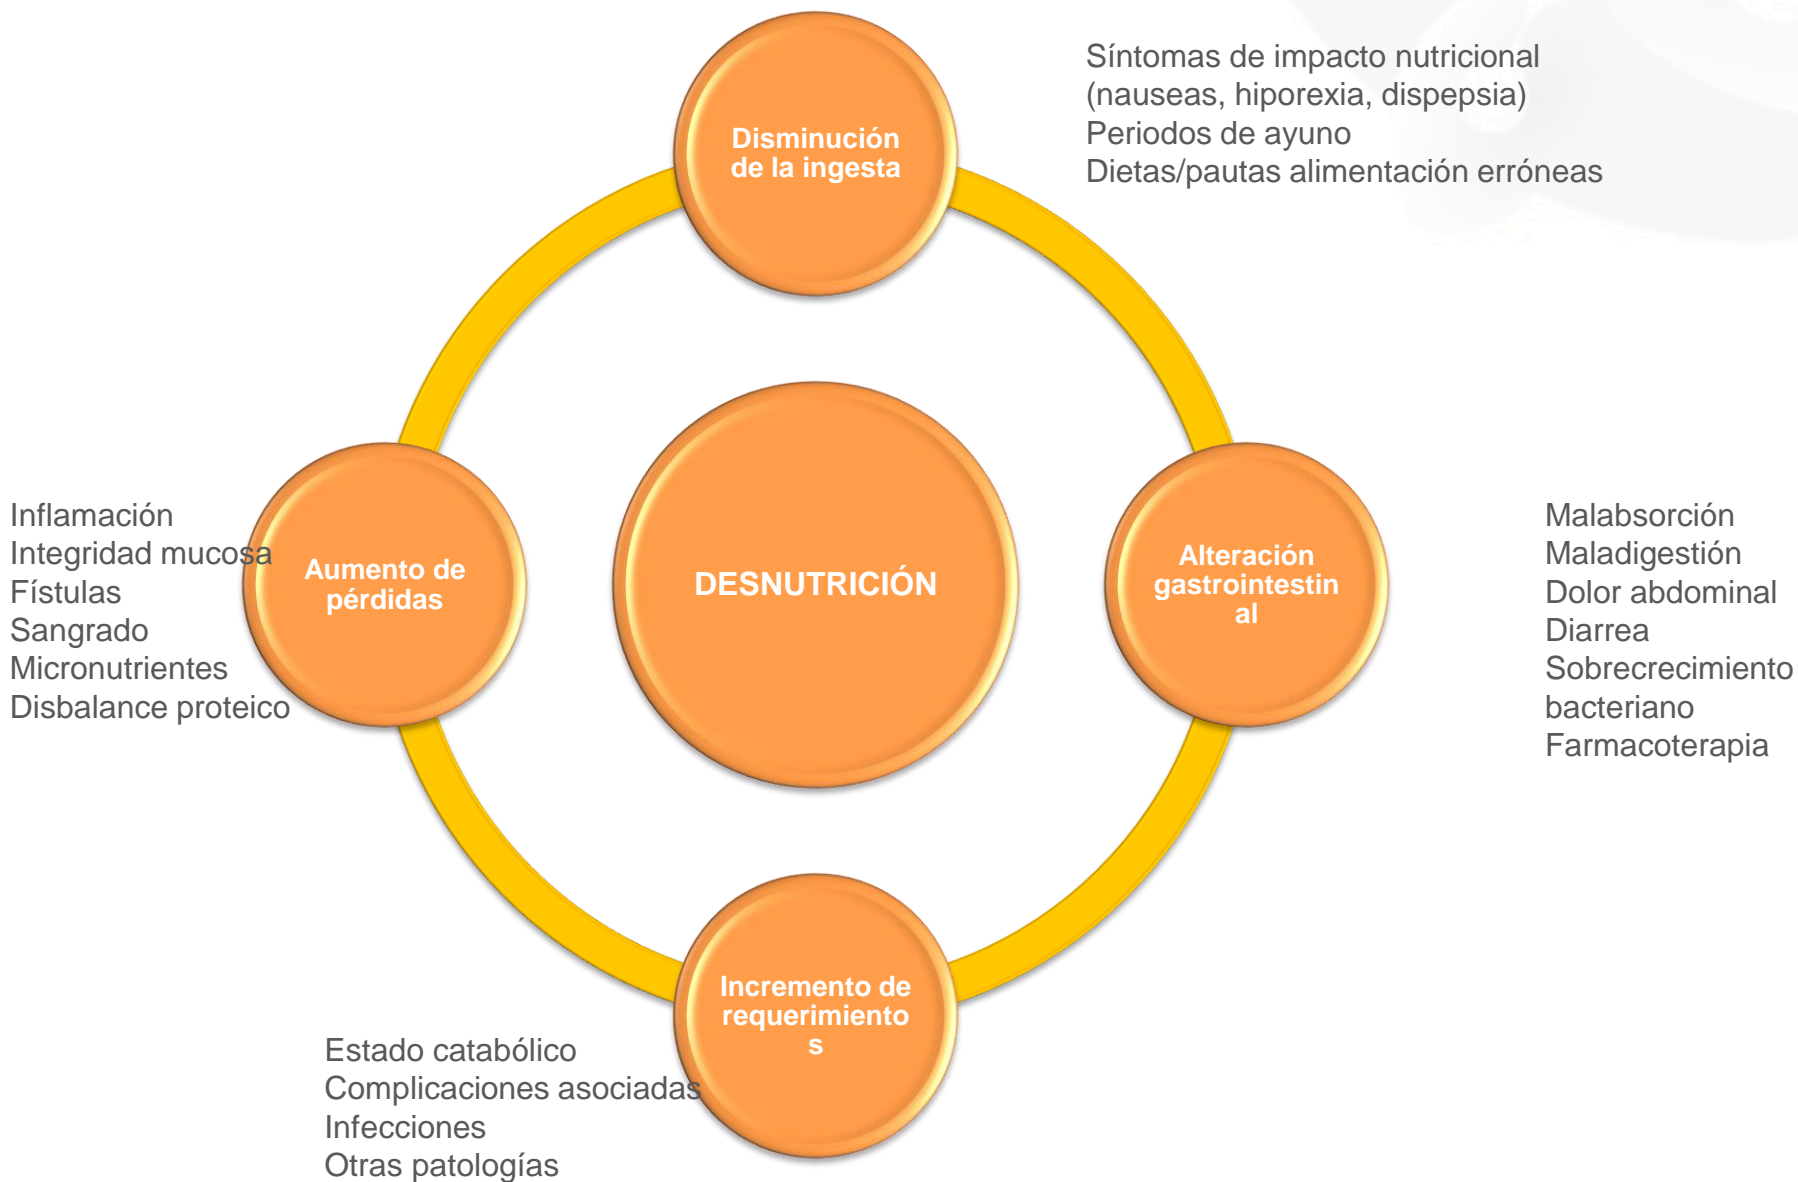 Síntomas de impacto nutricional
(nauseas, hiporexia, dispepsia)
Periodos de ayuno
Dietas/pautas alimentación erróneas
Disminución
de la ingesta
Inflamación
Integridad mucosa
Fístulas
Sangrado
Micronutrientes
Disbalance proteico
Aumento de
pérdidas
DESNUTRICIÓN
Alteración
gastrointestin
al
Malabsorción
Maladigestión
Dolor abdominal
Diarrea
Sobrecrecimiento
bacteriano
Farmacoterapia
Incremento de
requerimiento
s
Estado catabólico
Complicaciones asociadas
Infecciones
Otras patologías